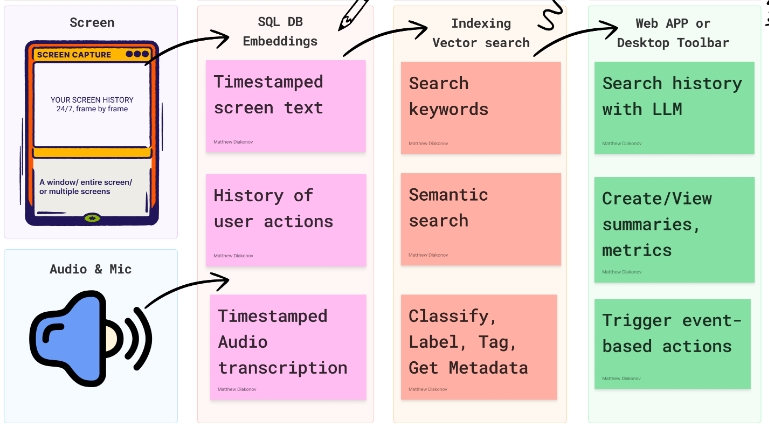 Screen
SCREEN CAPTURE
YOUR SCREEN HISTORY
24/7, frame by frame
A window/ entire screen/
or multiple screens
Audio & Mic
SQL DB
Embeddings
Timestamped
screen text
Matthew Diakonov
History of
user actions
Matthew Diakonov
Timestamped
Audio
transcription
Matthew Diakonov
Indexing
Vector search
Search
keywords
Matthew Diakonov
Semantic
search
Matthew Diakonov
Classify,
Label, Tag,
Get Metadata
Matthew Diakonov
Web APP or
Desktop Toolbar
Search history
with LLM
Matthew Diakonov
Create/View
summaries,
metrics
Matthew Diakonov
Trigger event-
based actions
Matthew Diakonov